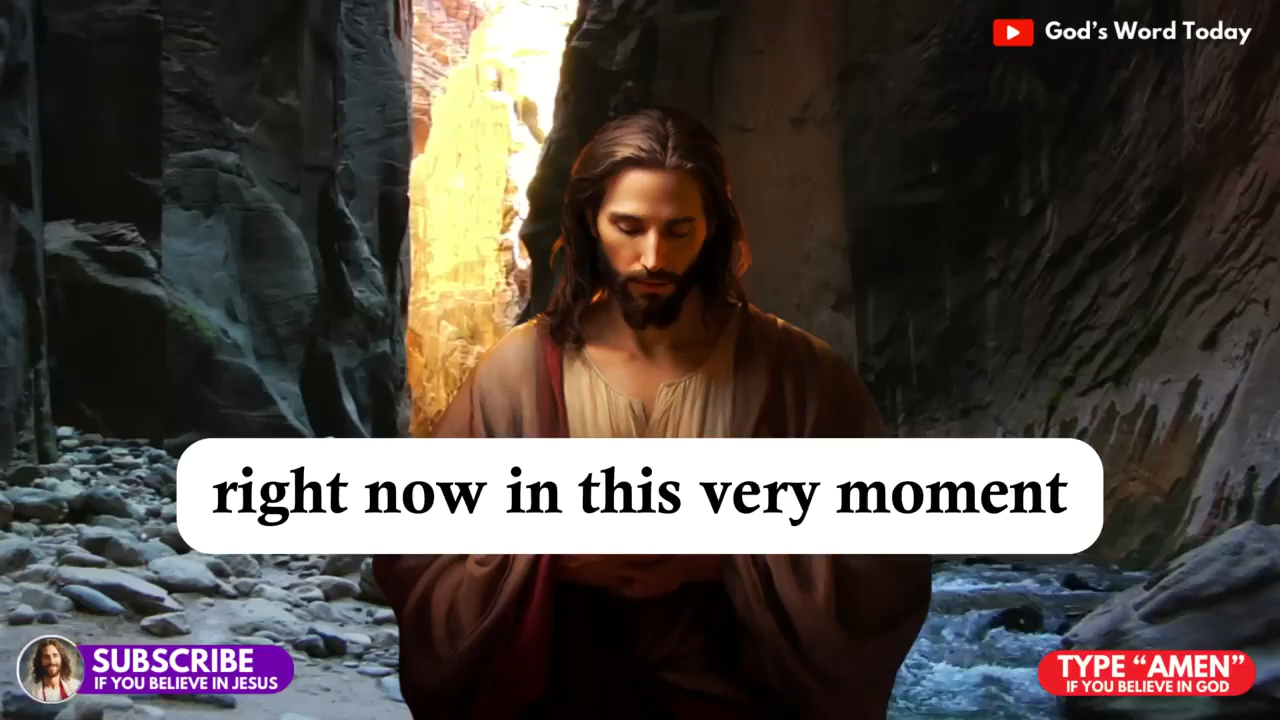 God's Word Today
right now in this very moment
SUBSCRIBE
IF YOU BELIEVE IN JESUS
TYPE “AMEN”
IF YOU BELIEVE IN GOD